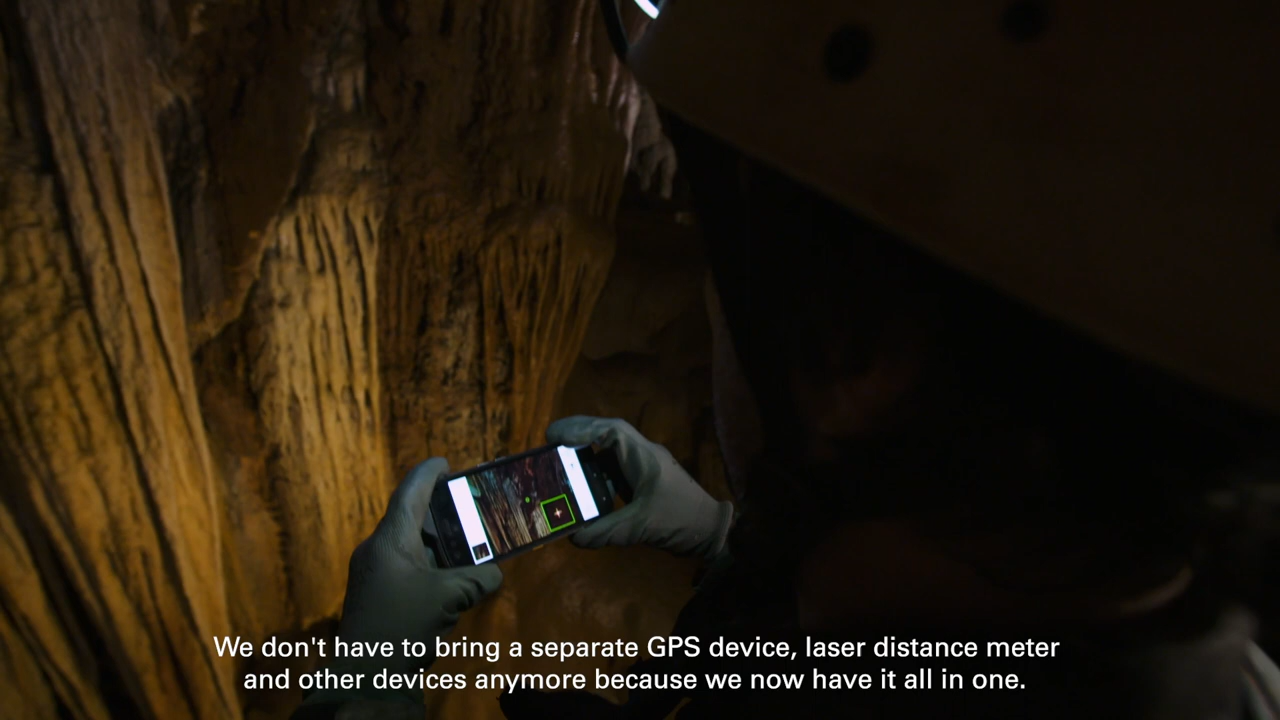 We don't have to bring a separate GPS device, laser distance meter
and other devices anymore because we now have it all in one.